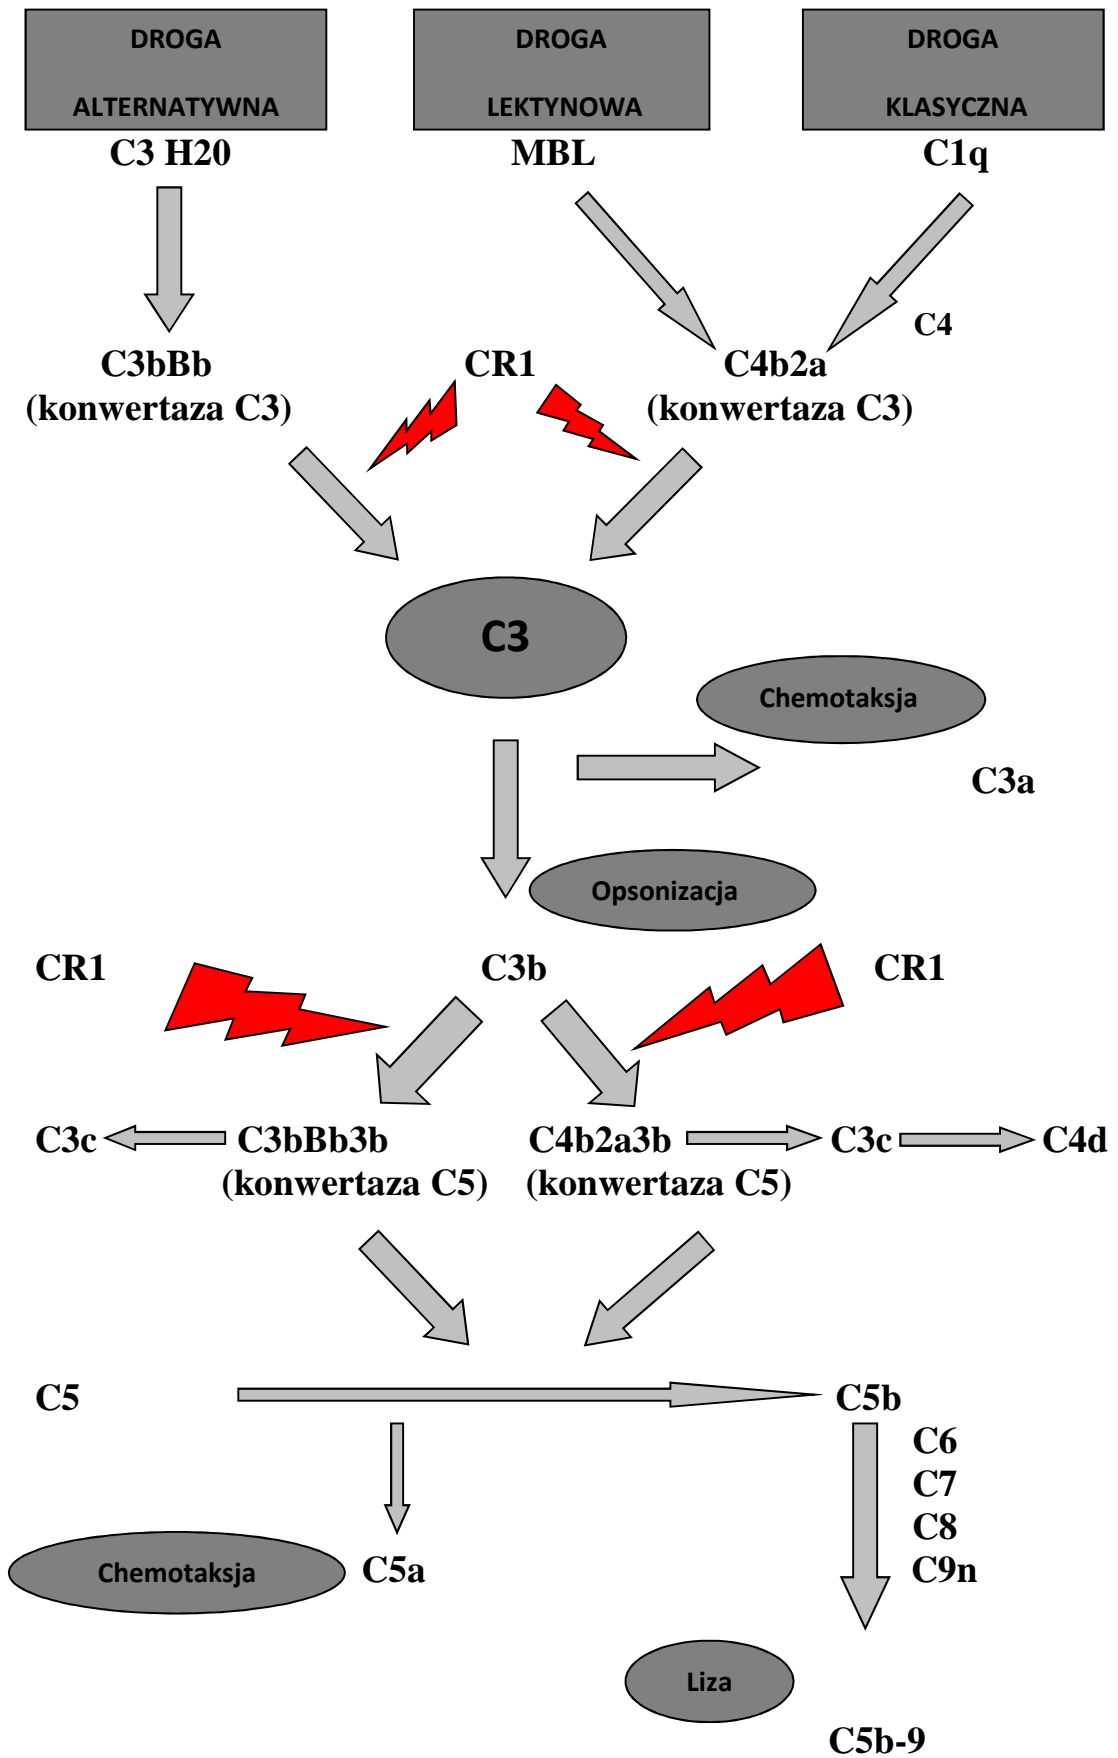 DROGA
ALTERNATYWNA
DROGA
LEKTYNOWA
DROGA
KLASYCZNA
C3 H20
MBL
C1q
C4
C3bBb
(konwertaza C3)
CR1
C4b2a
(konwertaza C3)
C3
Chemotaksja
C3a
Opsonizacja
CR1
C3b
CR1
C3c
C3bBb3b
(konwertaza C5)
C4b2a3b
(konwertaza C5)
C3c
C4d
C5
C5b
C6
C7
C8
C9n
Chemotaksja
C5a
Liza
C5b-9